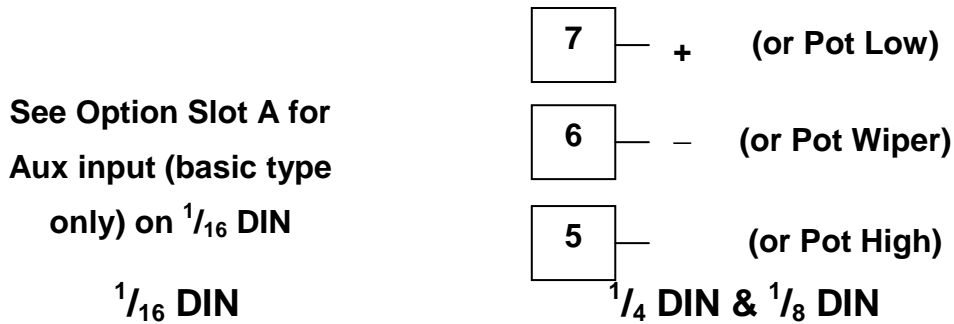 See Option Slot A for
Aux input (basic type
only) on 1/16 DIN
1/16 DIN
7 + (or Pot Low)
6 − (or Pot Wiper)
5 (or Pot High)
1/4 DIN & 1/8 DIN